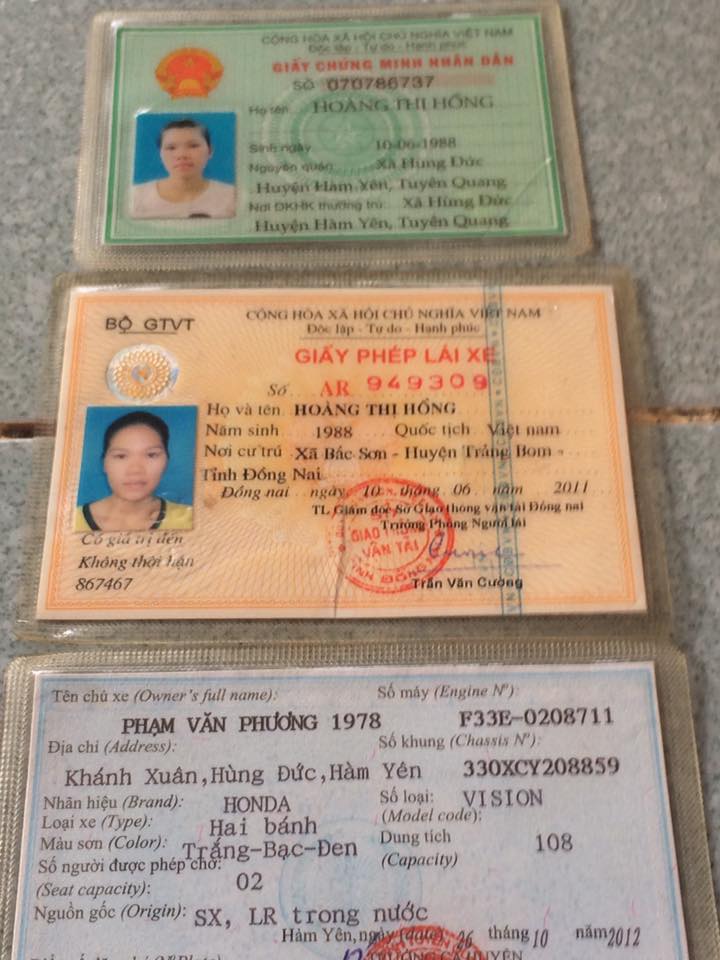 CỘNG HÒA XÃ HỘI CHỦ NGHĨA VIỆT NAM
Độc lập - Tự do - Hạnh phúc
GIẤY CHỨNG MINH NHÂN DÂN
SỐ 070786737
Họ tên HOÀNG THỊ HỒNG
Sinh ngày 10-06-1988
Nguyên quán Xã Hùng Đức
Huyện Hàm Yên, Tuyên Quang
Nơi ĐKHK thường trú: Xã Hùng Đức
Huyện Hàm Yên, Tuyên Quang
BỘ GTVT
CỘNG HÒA XÃ HỘI CHỦ NGHĨA VIỆT NAM
Độc lập - Tự do - Hạnh phúc
GIẤY PHÉP LÁI XE
Số AR 949309
Họ và tên HOÀNG THỊ HỒNG
Năm sinh 1988 Quốc tịch Việt nam
Nơi cư trú Xã Bắc Sơn - Huyện Trảng Bom -
Tỉnh Đồng Nai
Đồng nai ngày 10 tháng 06 năm 2011
TL Giám đốc Sở Giao thông vận tải Đồng nai
Trưởng Phòng Người lái
GIAO THÔNG
VẬN TẢI
Trần Văn Cường
Có giá trị đến
Không thời hạn
867467
Tên chủ xe (Owner's full name):
PHẠM VĂN PHƯƠNG 1978
Địa chỉ (Address):
Khánh Xuân,Hùng Đức,Hàm Yên
Số máy (Engine Nº):
F33E-0208711
Số khung (Chassis Nº):
330XCY208859
Nhãn hiệu (Brand): HONDA
Số loại: VISION
(Model code):
Loại xe (Type): Hai bánh
Màu sơn (Color): Trắng-Bạc-Đen
Dung tích 108
(Capacity)
Số người được phép chở: 02
(Seat capacity):
Nguồn gốc (Origin): SX, LR trong nước
Hàm Yên,ngày (date) 26 tháng 10 năm 2012